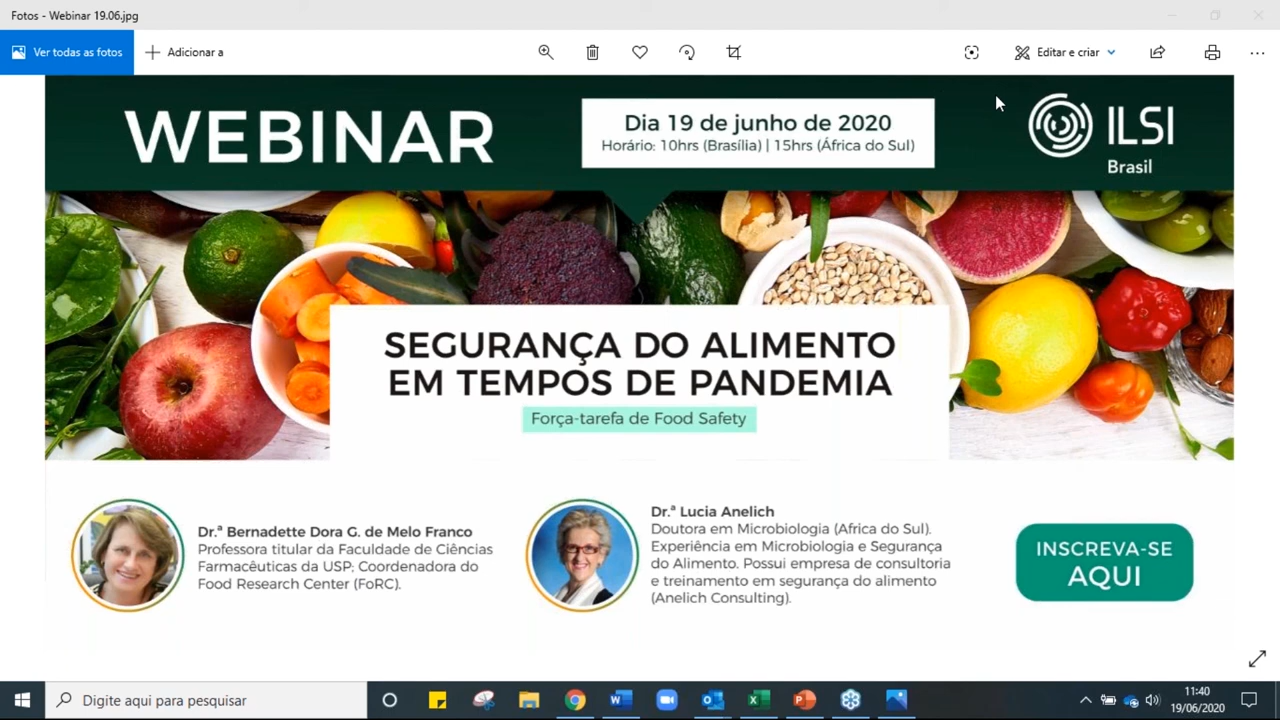 Fotos - Webinar 19.06.jpg
Ver todas as fotos
Adicionar a
Editar e criar
WEBINAR
Dia 19 de junho de 2020
Horário: 10hrs (Brasília) | 15hrs (África do Sul)
ILSI
Brasil
SEGURANÇA DO ALIMENTO
EM TEMPOS DE PANDEMIA
Força-tarefa de Food Safety
Dr.ª Bernadette Dora G. de Melo Franco
Professora titular da Faculdade de Ciências
Farmacêuticas da USP; Coordenadora do
Food Research Center (FoRC).
Dr.ª Lucia Anelich
Doutora em Microbiologia (Africa do Sul).
Experiência em Microbiologia e Segurança
do Alimento. Possui empresa de consultoria
e treinamento em segurança do alimento
(Anelich Consulting).
INSCREVA-SE
AQUI
Digite aqui para pesquisar
11:40
19/06/2020